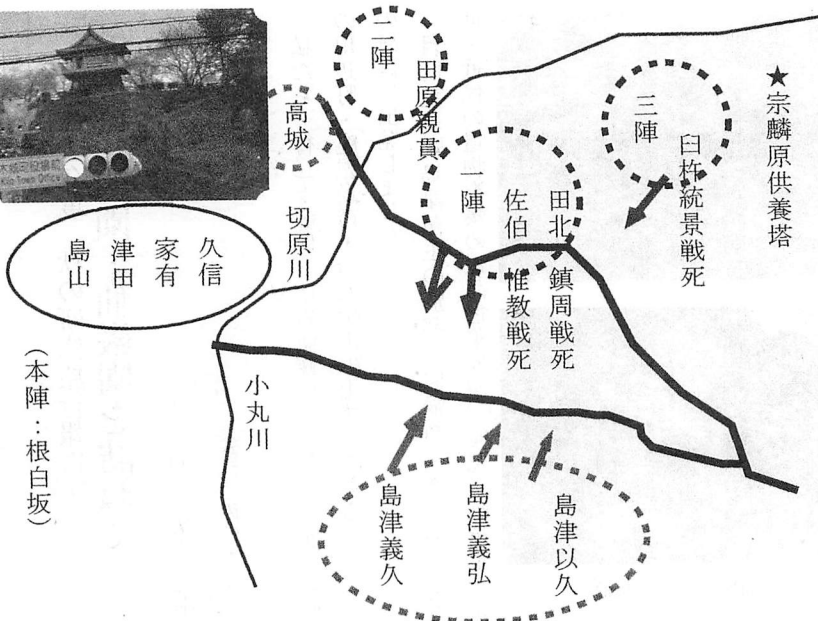 ★宗麟原供養塔
三陣
臼杵統景戦死
二陣
田原親貫
高城
一陣
田北 鎮周戦死
佐伯 惟教戦死
切原川
島津家久
山田有信
小丸川
(本陣:根白坂)
島津以久
島津義弘
島津義久
Town Office